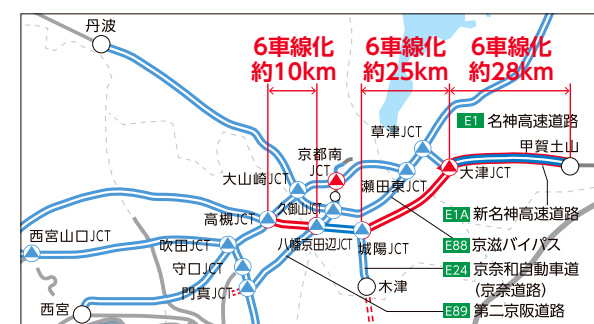 丹波
6車線化
約10km
6車線化
約25km
6車線化
約28km
E1 名神高速道路
草津JCT
甲賀土山
京都南
JCT
大津JCT
大山崎JCT
瀬田東JCT
久御山JCT
高槻JCT
E1A 新名神高速道路
西宮山口JCT
吹田JCT
八幡京田辺JCT
城陽JCT
E88 京滋バイパス
守口JCT
E24 京奈和自動車道
(京奈道路)
門真JCT
木津
西宮
E89 第二京阪道路